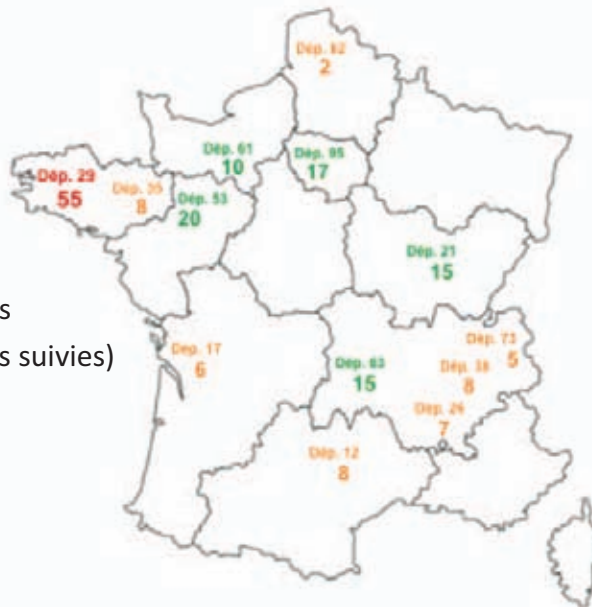 Dép. 62
2
Dép. 61
10
Dép. 95
17
Dép. 29
55
Dép. 35
8
Dép. 53
20
Dép. 21
15
s
s suivies)
Dép. 17
6
Dép. 63
15
Dép. 73
5
Dép. 38
8
Dép. 26
7
Dép. 12
8